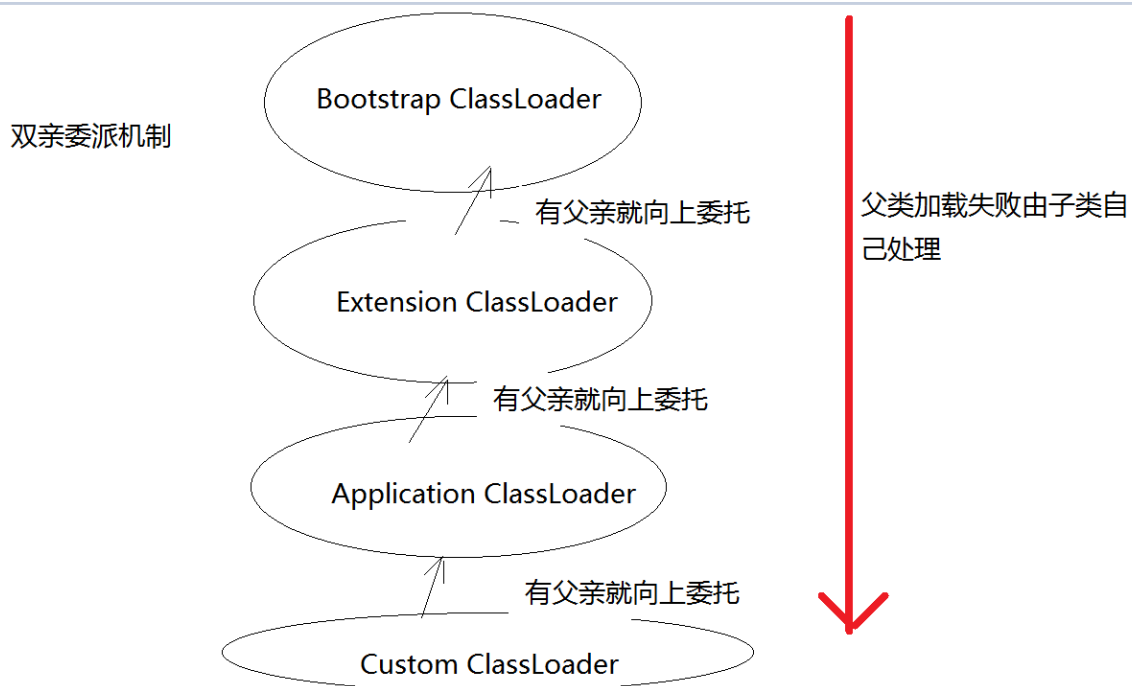 Bootstrap ClassLoader
双亲委派机制
有父亲就向上委托
父类加载失败由子类自
己处理
Extension ClassLoader
有父亲就向上委托
Application ClassLoader
有父亲就向上委托
Custom ClassLoader